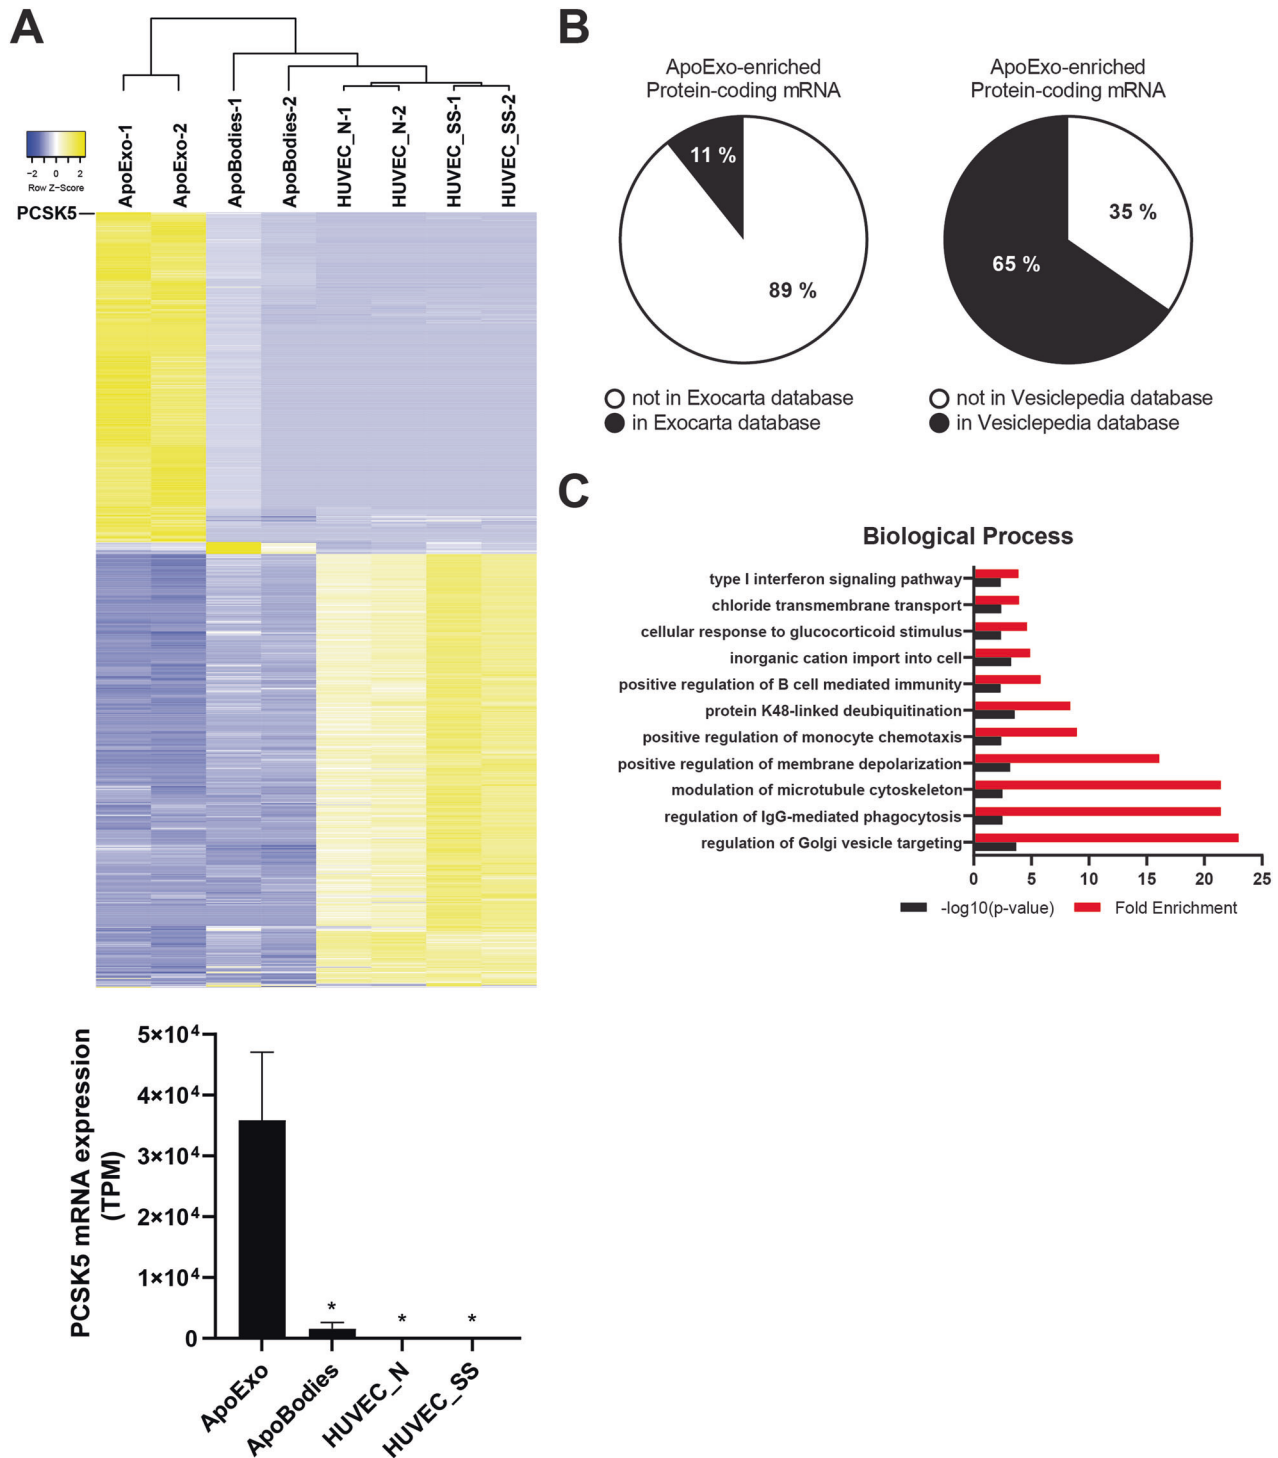 A
ApoExo-1
ApoExo-2
ApoBodies-1
ApoBodies-2
HUVEC_N-1
HUVEC_N-2
HUVEC_SS-1
HUVEC_SS-2
−2 0 2
Row Z−Score
PCSK5
PCSK5 mRNA expression
(TPM)
5×10⁴
4×10⁴
3×10⁴
2×10⁴
1×10⁴
0
*
*
*
ApoExo
ApoBodies
HUVEC_N
HUVEC_SS
B
ApoExo-enriched
Protein-coding mRNA
11 %
89 %
not in Exocarta database
in Exocarta database
ApoExo-enriched
Protein-coding mRNA
35 %
65 %
not in Vesiclepedia database
in Vesiclepedia database
C
Biological Process
type I interferon signaling pathway
chloride transmembrane transport
cellular response to glucocorticoid stimulus
inorganic cation import into cell
positive regulation of B cell mediated immunity
protein K48-linked deubiquitination
positive regulation of monocyte chemotaxis
positive regulation of membrane depolarization
modulation of microtubule cytoskeleton
regulation of IgG-mediated phagocytosis
regulation of Golgi vesicle targeting
0 5 10 15 20 25
-log10(p-value) Fold Enrichment